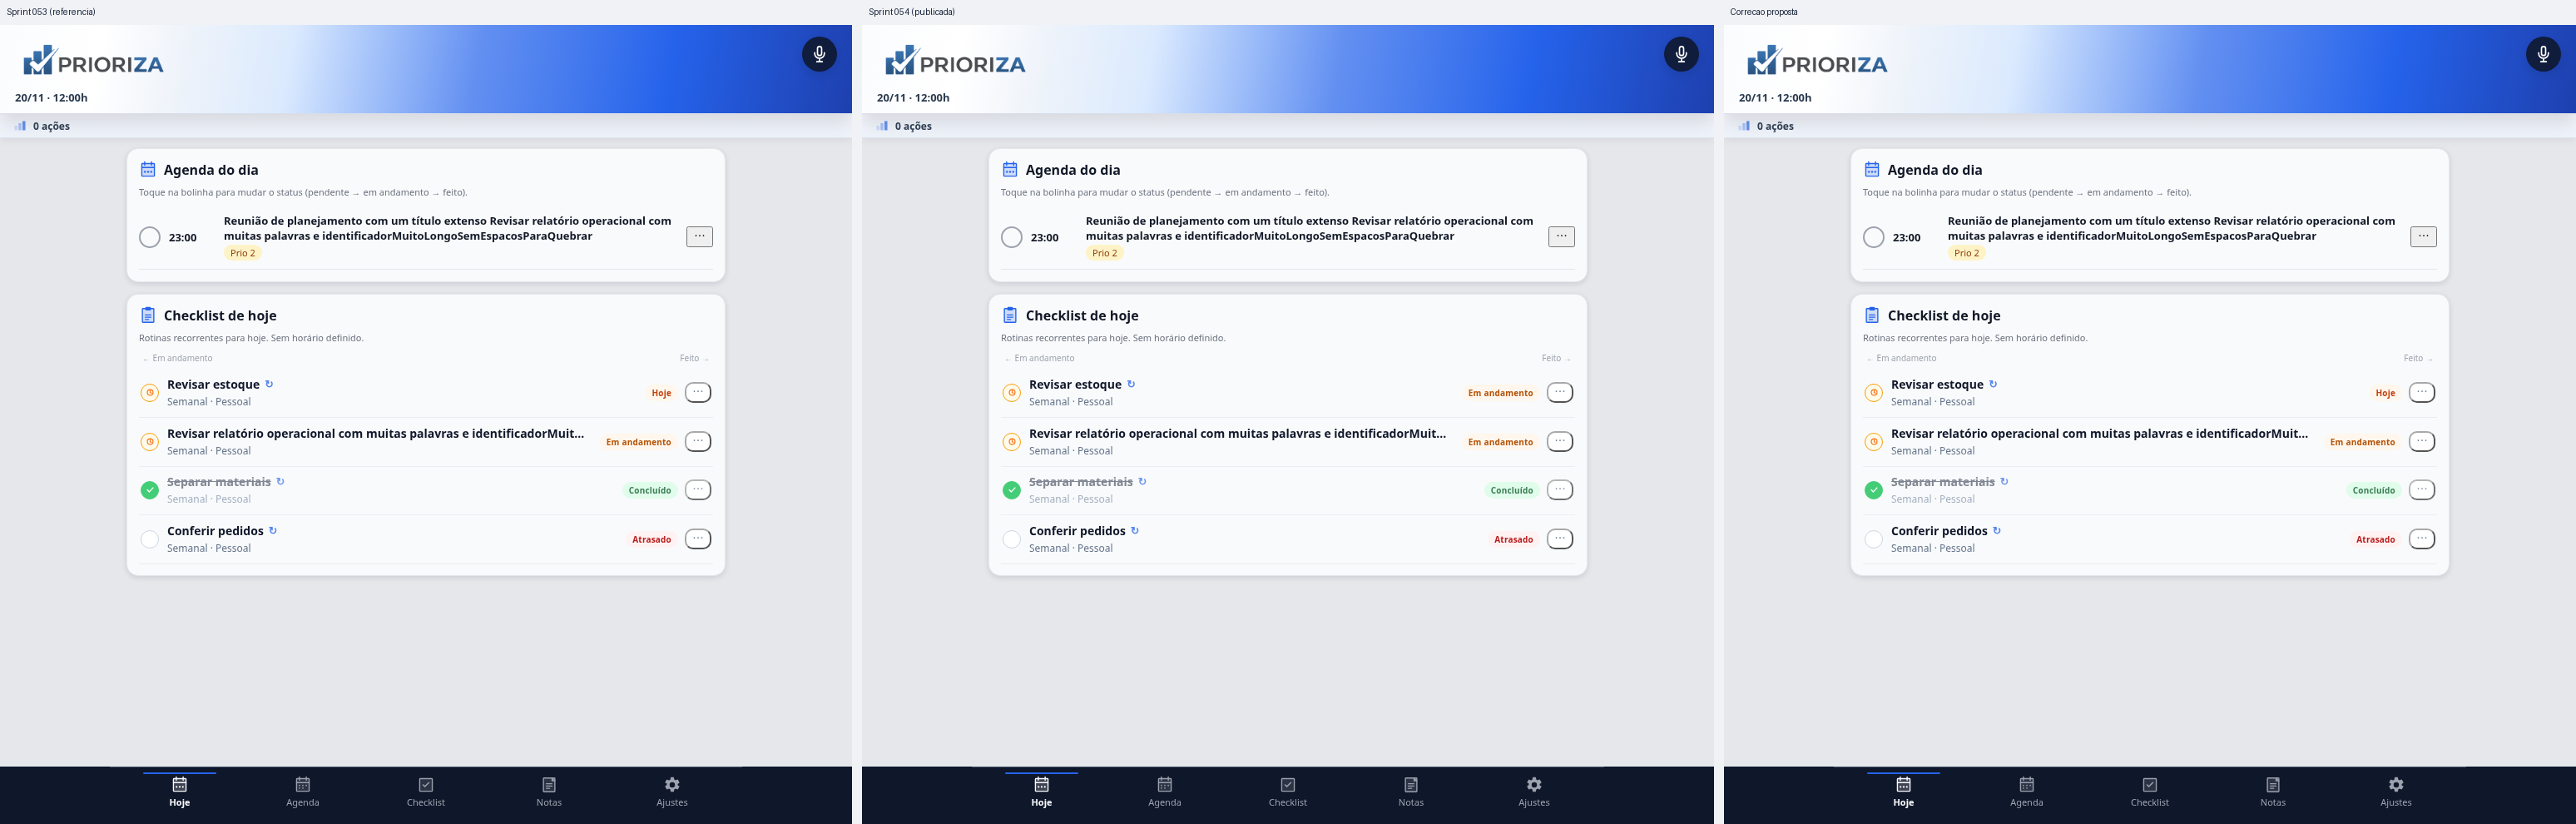 Sprint053 (referencia)
PRIORIZA
20/11 · 12:00h
0 ações
Agenda do dia
Toque na bolinha para mudar o status (pendente → em andamento → feito).
23:00
Reunião de planejamento com um título extenso Revisar relatório operacional com
muitas palavras e identificadorMuitoLongoSemEspacosParaQuebrar
Prio 2
...
Checklist de hoje
Rotinas recorrentes para hoje. Sem horário definido.
← Em andamento
Feito →
Revisar estoque ↻
Semanal · Pessoal
Hoje
...
Revisar relatório operacional com muitas palavras e identificadorMuit...
Semanal · Pessoal
Em andamento
...
Separar materiais ↻
Semanal · Pessoal
Concluído
...
Conferir pedidos ↻
Semanal · Pessoal
Atrasado
...
Hoje
Agenda
Checklist
Notas
Ajustes
Sprint054 (publicada)
PRIORIZA
20/11 · 12:00h
0 ações
Agenda do dia
Toque na bolinha para mudar o status (pendente → em andamento → feito).
23:00
Reunião de planejamento com um título extenso Revisar relatório operacional com
muitas palavras e identificadorMuitoLongoSemEspacosParaQuebrar
Prio 2
...
Checklist de hoje
Rotinas recorrentes para hoje. Sem horário definido.
← Em andamento
Feito →
Revisar estoque ↻
Semanal · Pessoal
Em andamento
...
Revisar relatório operacional com muitas palavras e identificadorMuit...
Semanal · Pessoal
Em andamento
...
Separar materiais ↻
Semanal · Pessoal
Concluído
...
Conferir pedidos ↻
Semanal · Pessoal
Atrasado
...
Hoje
Agenda
Checklist
Notas
Ajustes
Correcao proposta
PRIORIZA
20/11 · 12:00h
0 ações
Agenda do dia
Toque na bolinha para mudar o status (pendente → em andamento → feito).
23:00
Reunião de planejamento com um título extenso Revisar relatório operacional com
muitas palavras e identificadorMuitoLongoSemEspacosParaQuebrar
Prio 2
...
Checklist de hoje
Rotinas recorrentes para hoje. Sem horário definido.
← Em andamento
Feito →
Revisar estoque ↻
Semanal · Pessoal
Hoje
...
Revisar relatório operacional com muitas palavras e identificadorMuit...
Semanal · Pessoal
Em andamento
...
Separar materiais ↻
Semanal · Pessoal
Concluído
...
Conferir pedidos ↻
Semanal · Pessoal
Atrasado
...
Hoje
Agenda
Checklist
Notas
Ajustes